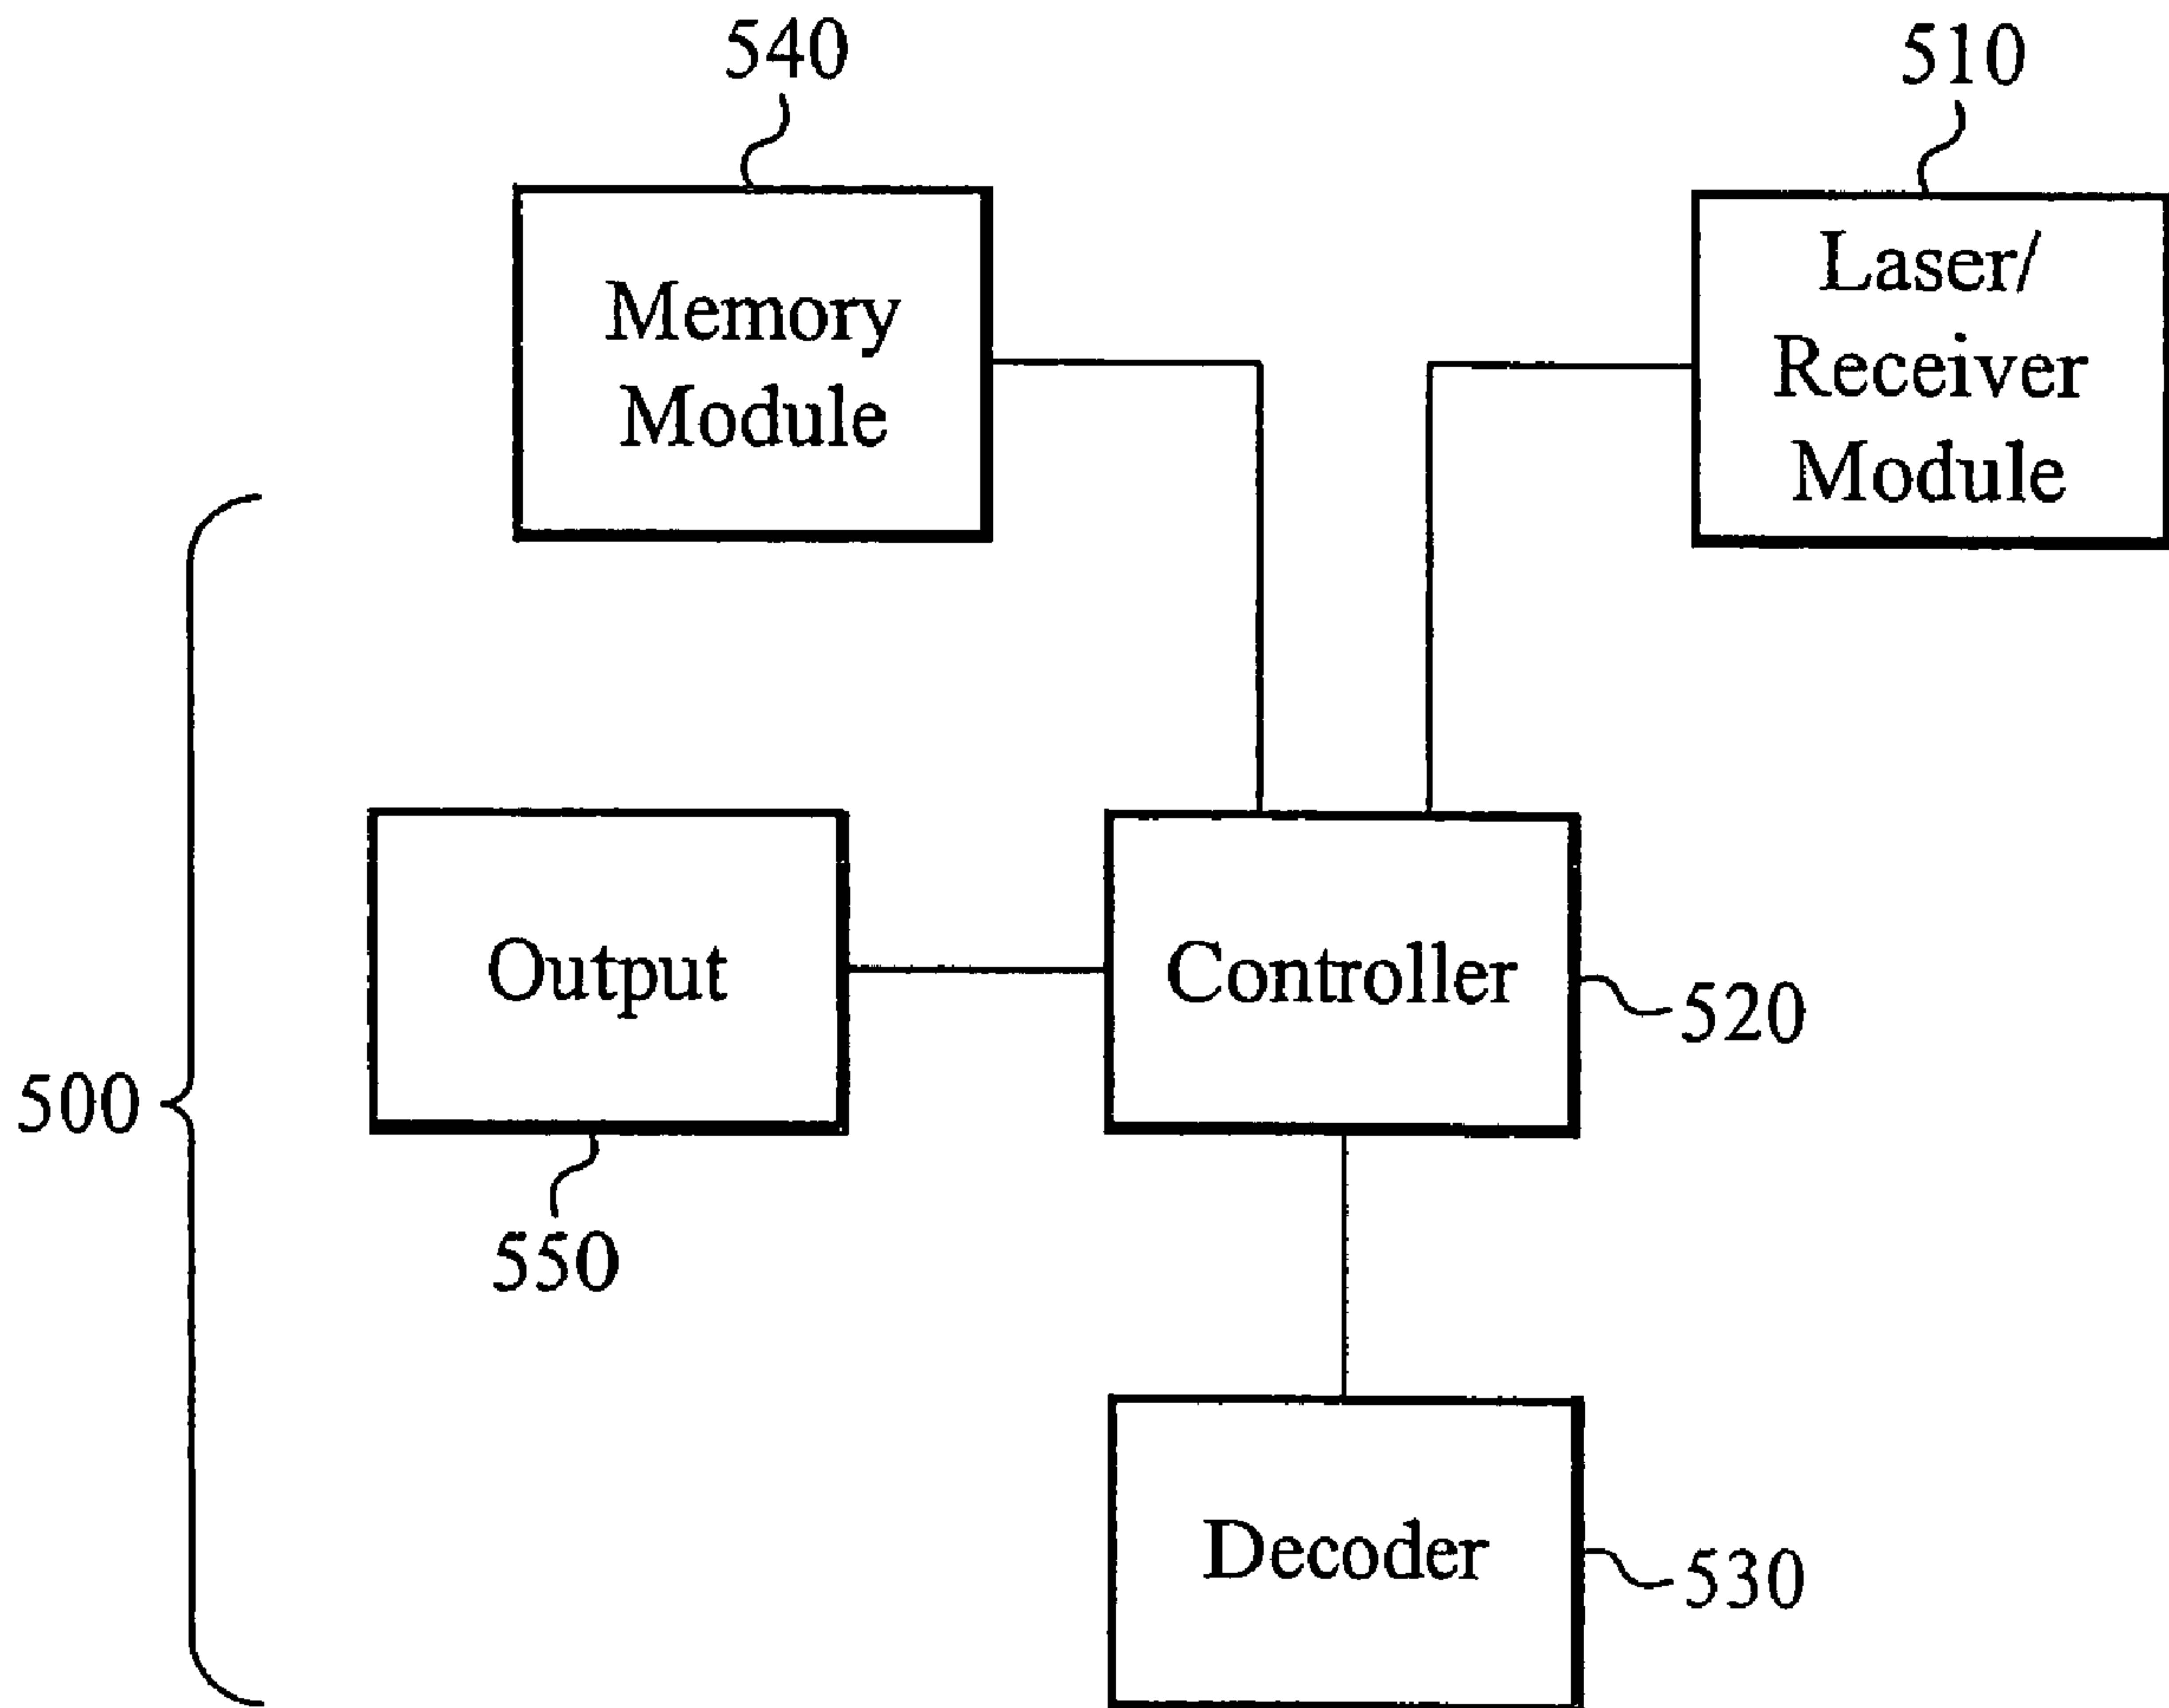 540
510
Memory
Module
Laser/
Receiver
Module
Output
Controller
520
500
550
Decoder
530